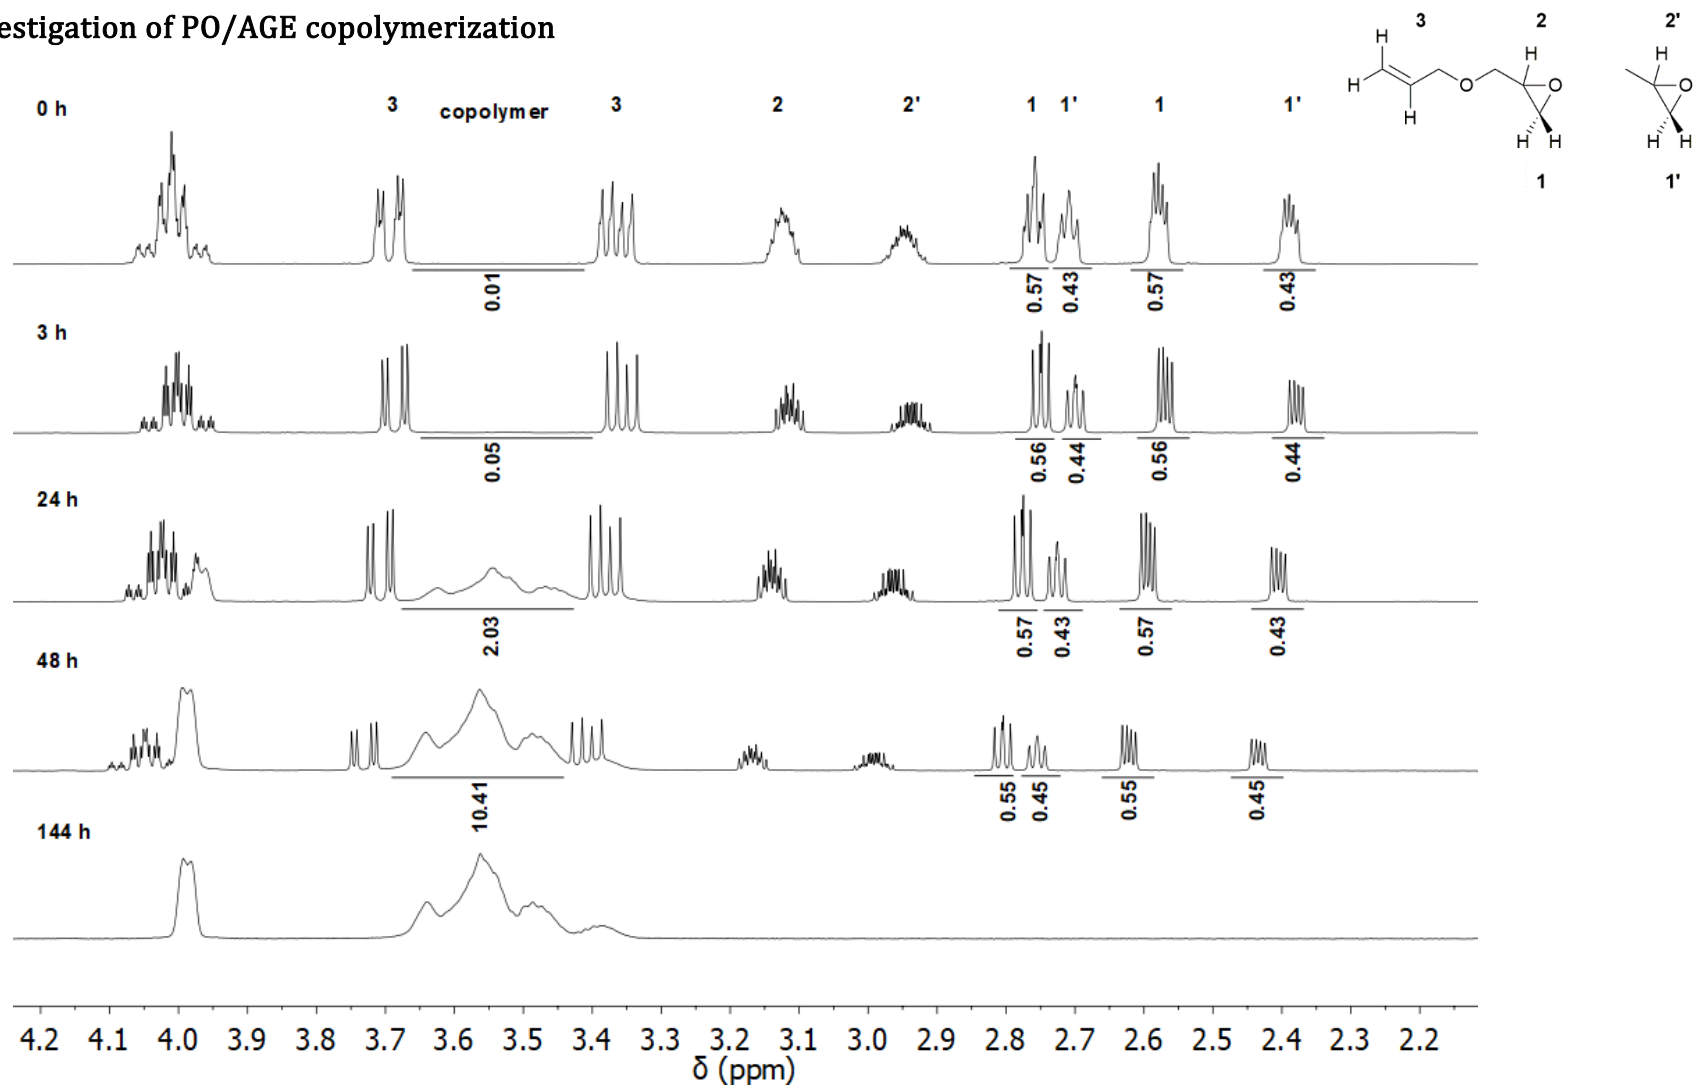 estigation of PO/AGE copolymerization
3 2 2'
H H H
H O O O
H H H H H
1 1'
0 h 3 copolymer 3 2 2' 1 1' 1 1'
0.01 0.57 0.43 0.57 0.43
3 h
0.05 0.56 0.44 0.56 0.44
24 h
2.03 0.57 0.43 0.57 0.43
48 h
10.41 0.55 0.45 0.55 0.45
144 h
4.2 4.1 4.0 3.9 3.8 3.7 3.6 3.5 3.4 3.3 3.2 3.1 3.0 2.9 2.8 2.7 2.6 2.5 2.4 2.3 2.2
δ (ppm)